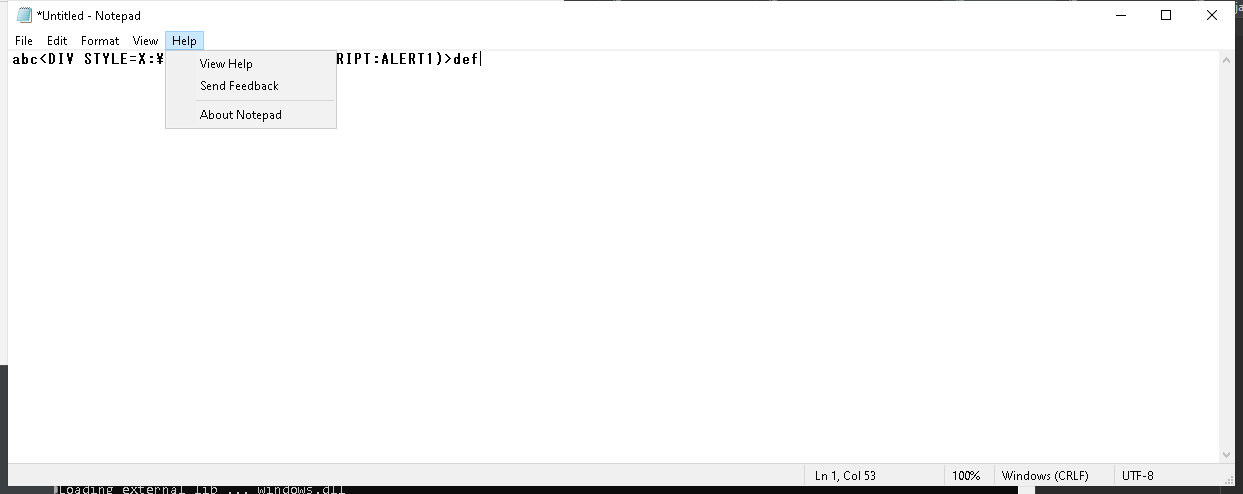 *Untitled - Notepad
File Edit Format View Help
abc<DIV STYLE=X:¥ RIPT:ALERT1)>def
View Help
Send Feedback
About Notepad
Ln 1, Col 53 100% Windows (CRLF) UTF-8
Loading external lib ... windows.dll